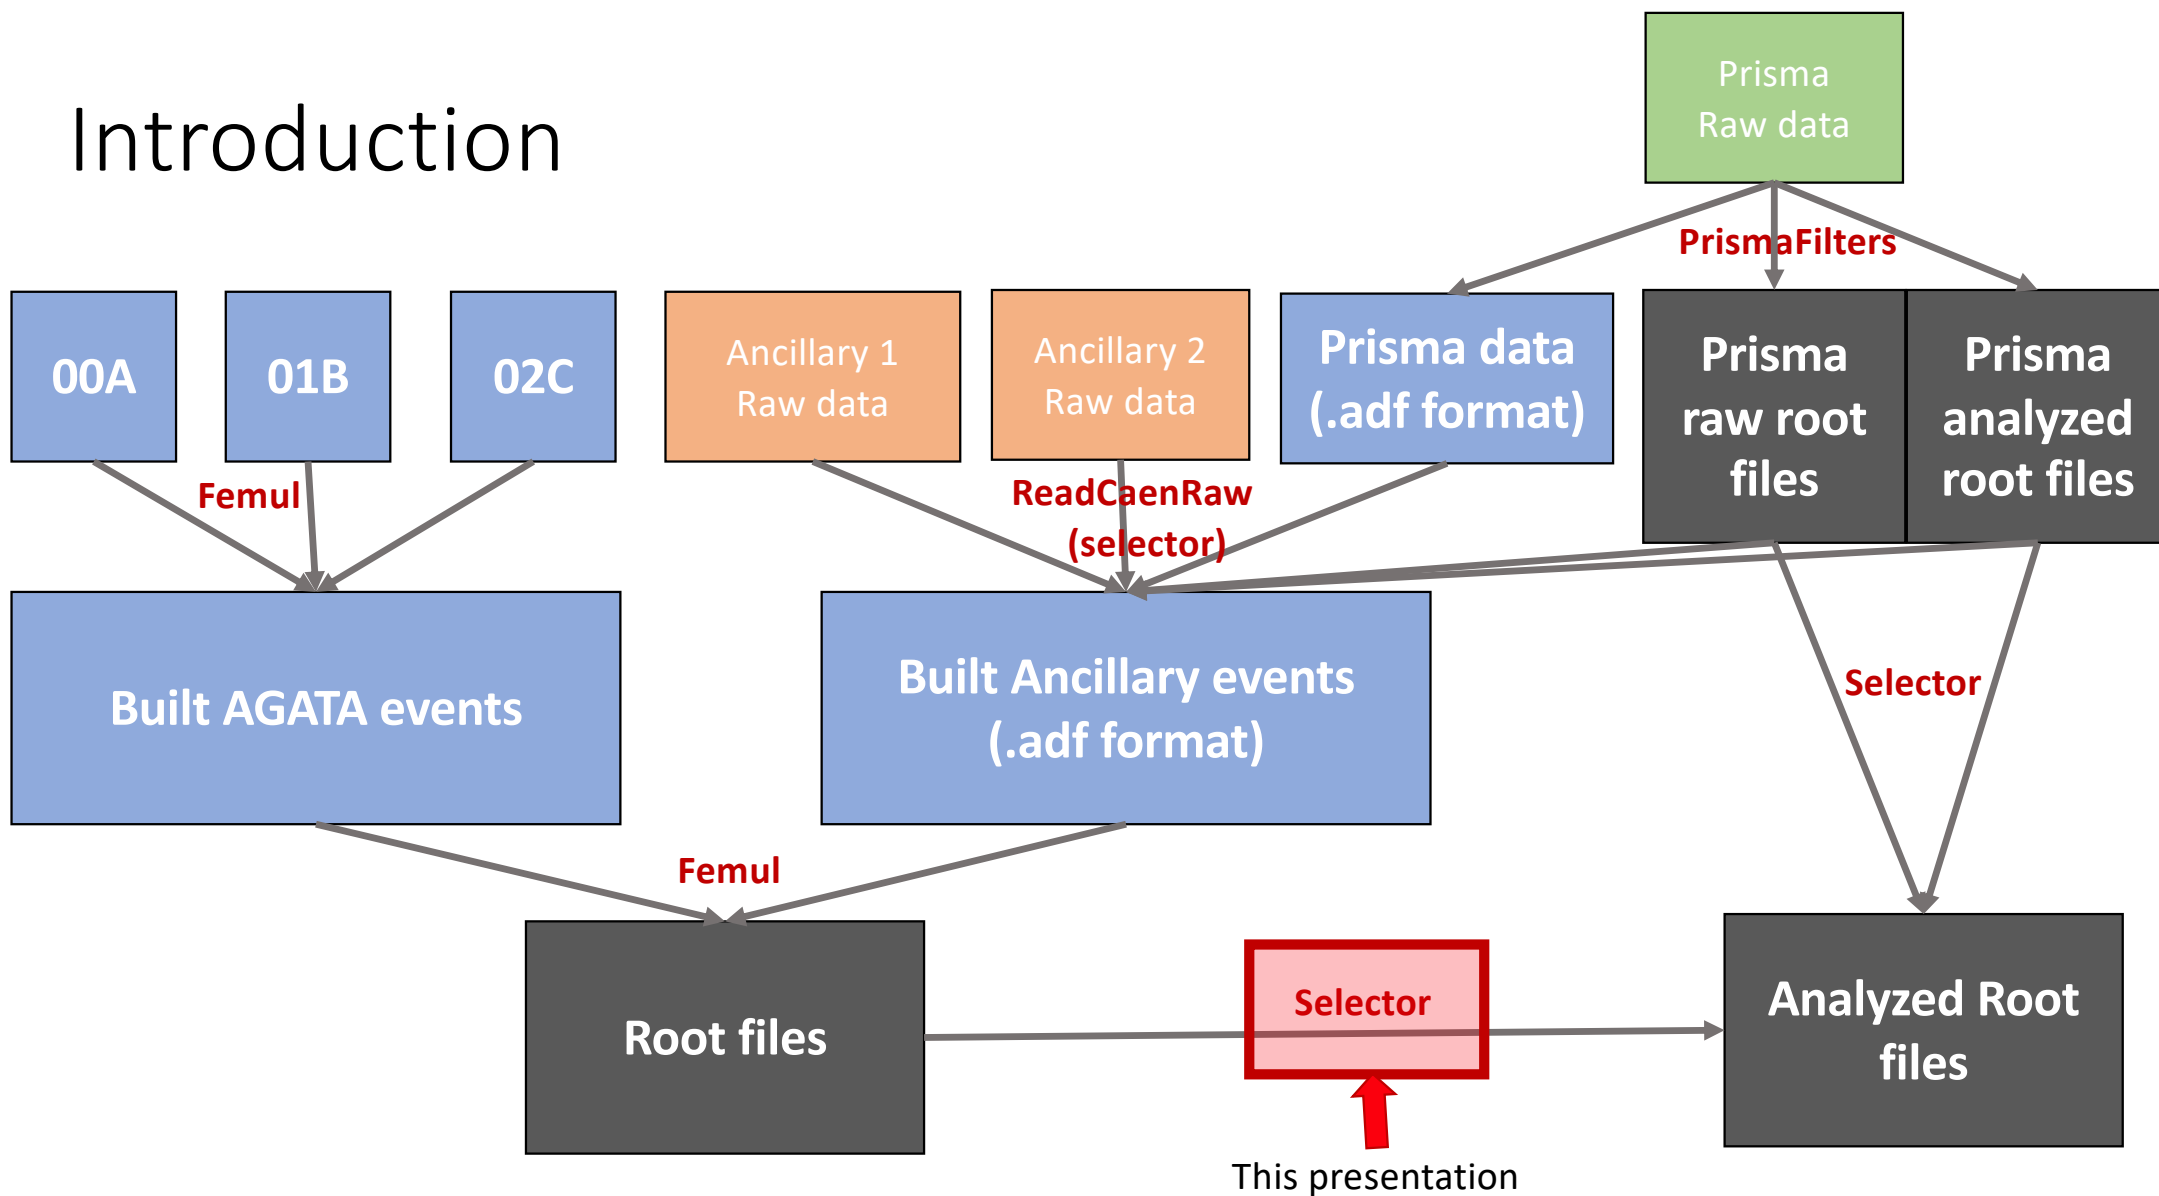 Introduction
Prisma
Raw data
PrismaFilters
00A
01B
02C
Ancillary 1
Raw data
Ancillary 2
Raw data
Prisma data
(.adf format)
Prisma
raw root
files
Prisma
analyzed
root files
Femul
ReadCaenRaw
(selector)
Built AGATA events
Built Ancillary events
(.adf format)
Selector
Femul
Root files
Selector
Analyzed Root
files
This presentation